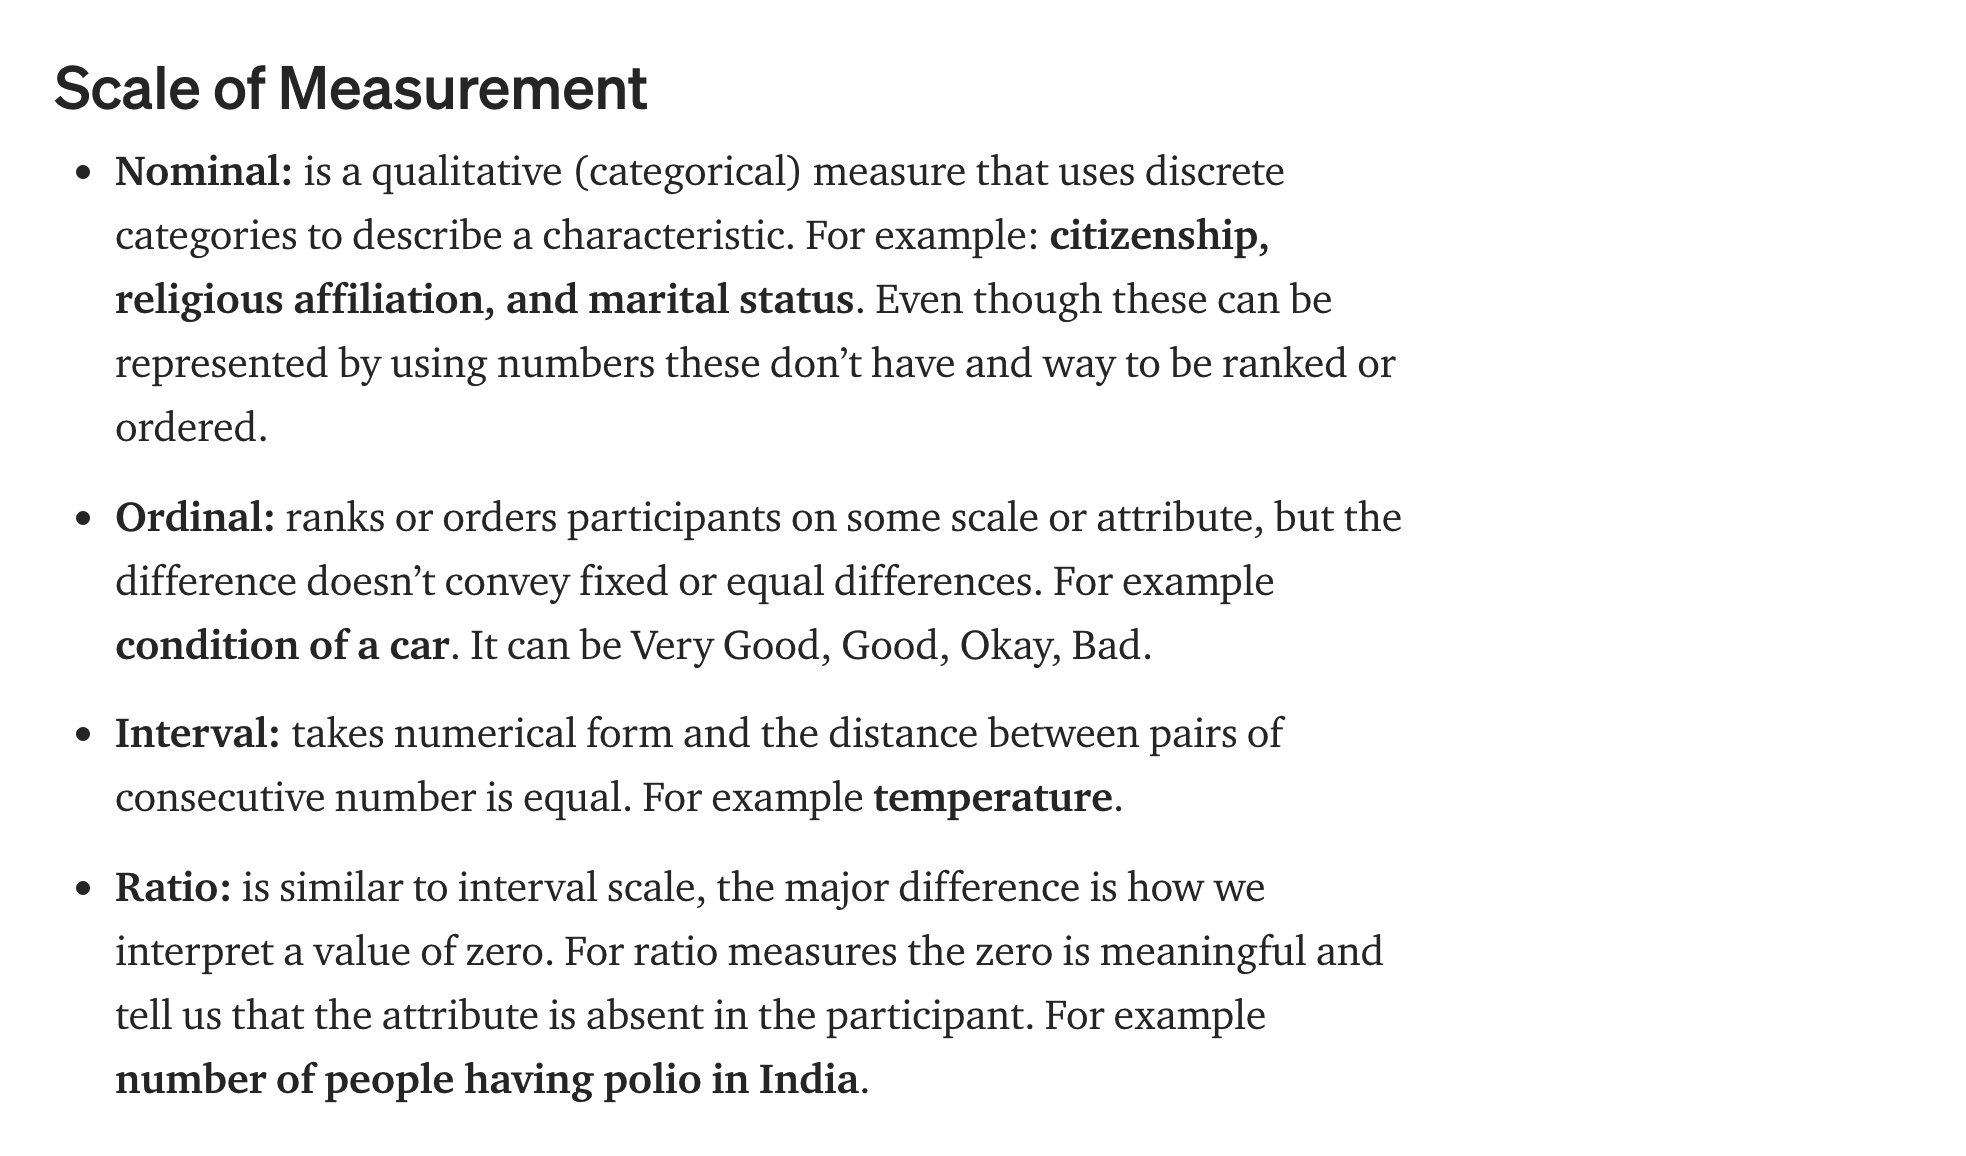 Scale of Measurement
• Nominal: is a qualitative (categorical) measure that uses discrete
categories to describe a characteristic. For example: citizenship,
religious affiliation, and marital status. Even though these can be
represented by using numbers these don’t have and way to be ranked or
ordered.
• Ordinal: ranks or orders participants on some scale or attribute, but the
difference doesn’t convey fixed or equal differences. For example
condition of a car. It can be Very Good, Good, Okay, Bad.
• Interval: takes numerical form and the distance between pairs of
consecutive number is equal. For example temperature.
• Ratio: is similar to interval scale, the major difference is how we
interpret a value of zero. For ratio measures the zero is meaningful and
tell us that the attribute is absent in the participant. For example
number of people having polio in India.